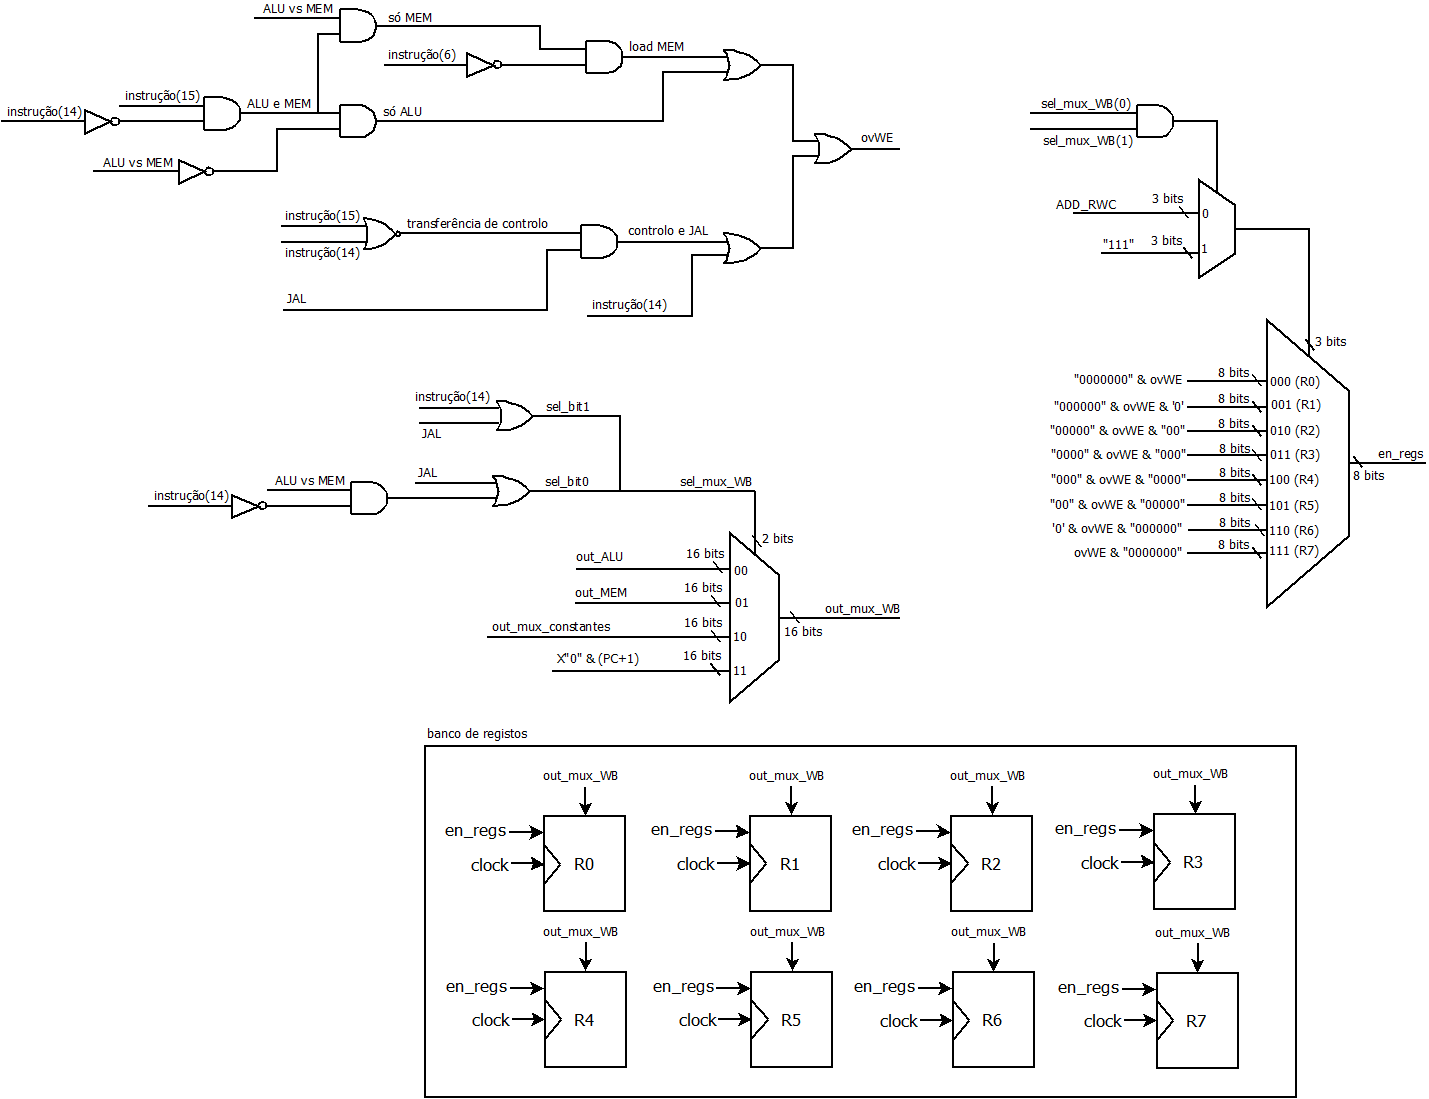 ALU vs MEM
só MEM
instrução(6)
load MEM
instrução(15)
instrução(14)
ALU e MEM
só ALU
ALU vs MEM
ovWE
instrução(15)
transferência de controlo
instrução(14)
controlo e JAL
JAL
instrução(14)
sel_mux_WB(0)
sel_mux_WB(1)
ADD_RWC
3 bits
0
"111"
3 bits
1
3 bits
"0000000" & ovWE
8 bits
000 (R0)
"000000" & ovWE & '0'
8 bits
001 (R1)
"00000" & ovWE & "00"
8 bits
010 (R2)
"0000" & ovWE & "000"
8 bits
011 (R3)
"000" & ovWE & "0000"
8 bits
100 (R4)
"00" & ovWE & "00000"
8 bits
101 (R5)
'0' & ovWE & "000000"
8 bits
110 (R6)
ovWE & "0000000"
8 bits
111 (R7)
en_regs
8 bits
instrução(14)
sel_bit1
JAL
ALU vs MEM
JAL
instrução(14)
sel_bit0
sel_mux_WB
2 bits
out_ALU
16 bits
00
out_MEM
16 bits
01
out_mux_constantes
16 bits
10
X"0" & (PC+1)
16 bits
11
out_mux_WB
16 bits
banco de registos
out_mux_WB
en_regs
clock
R0
out_mux_WB
en_regs
clock
R1
out_mux_WB
en_regs
clock
R2
out_mux_WB
en_regs
clock
R3
out_mux_WB
en_regs
clock
R4
out_mux_WB
en_regs
clock
R5
out_mux_WB
en_regs
clock
R6
out_mux_WB
en_regs
clock
R7